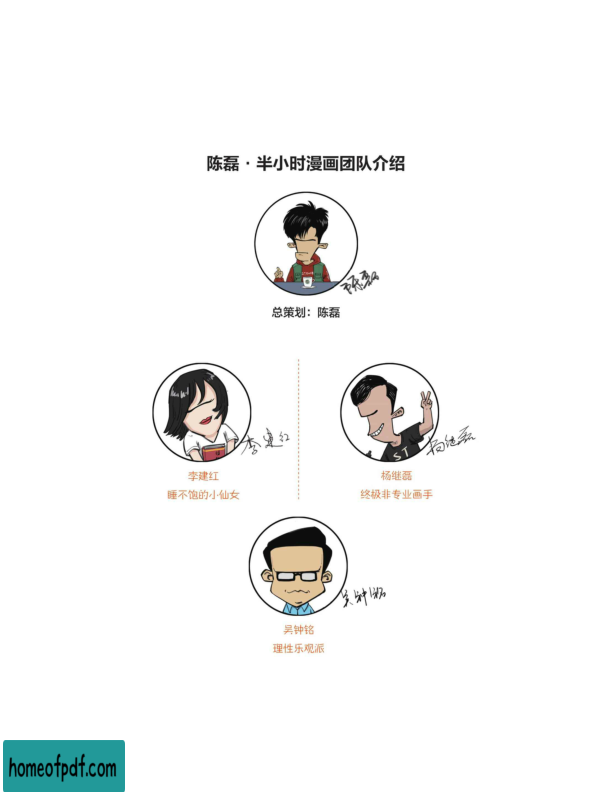 陈磊·半小时漫画团队介绍
陈磊
总策划：陈磊
李建红
李建红
睡不饱的小仙女
ST
杨继磊
杨继磊
终极非专业画手
吴钟铭
吴钟铭
理性乐观派
homeofpdf.com